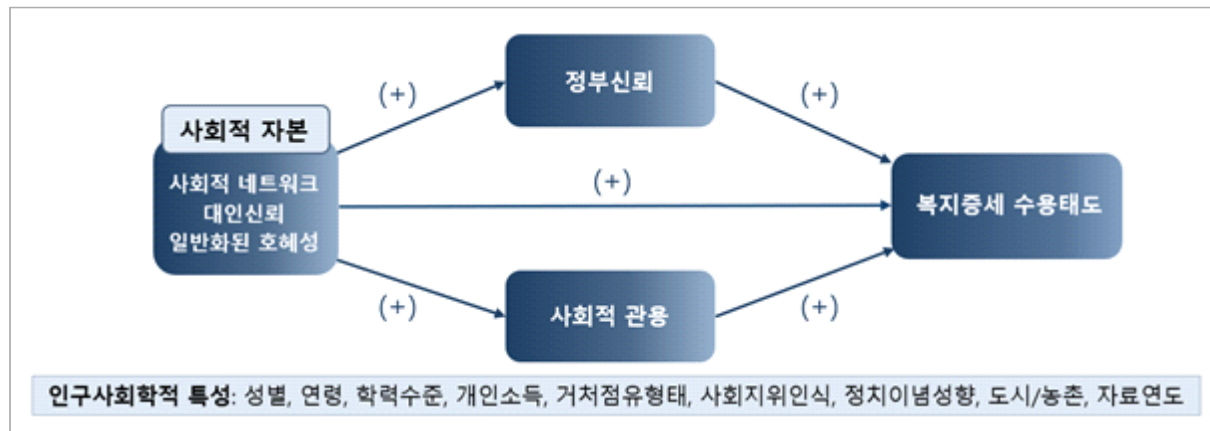 정부신뢰
(+)
(+)
사회적 자본
사회적 네트워크
대인신뢰
일반화된 호혜성
(+)
복지증세 수용태도
(+)
사회적 관용
(+)
인구사회학적 특성: 성별, 연령, 학력수준, 개인소득, 거처점유형태, 사회지위인식, 정치이념성향, 도시/농촌, 자료연도